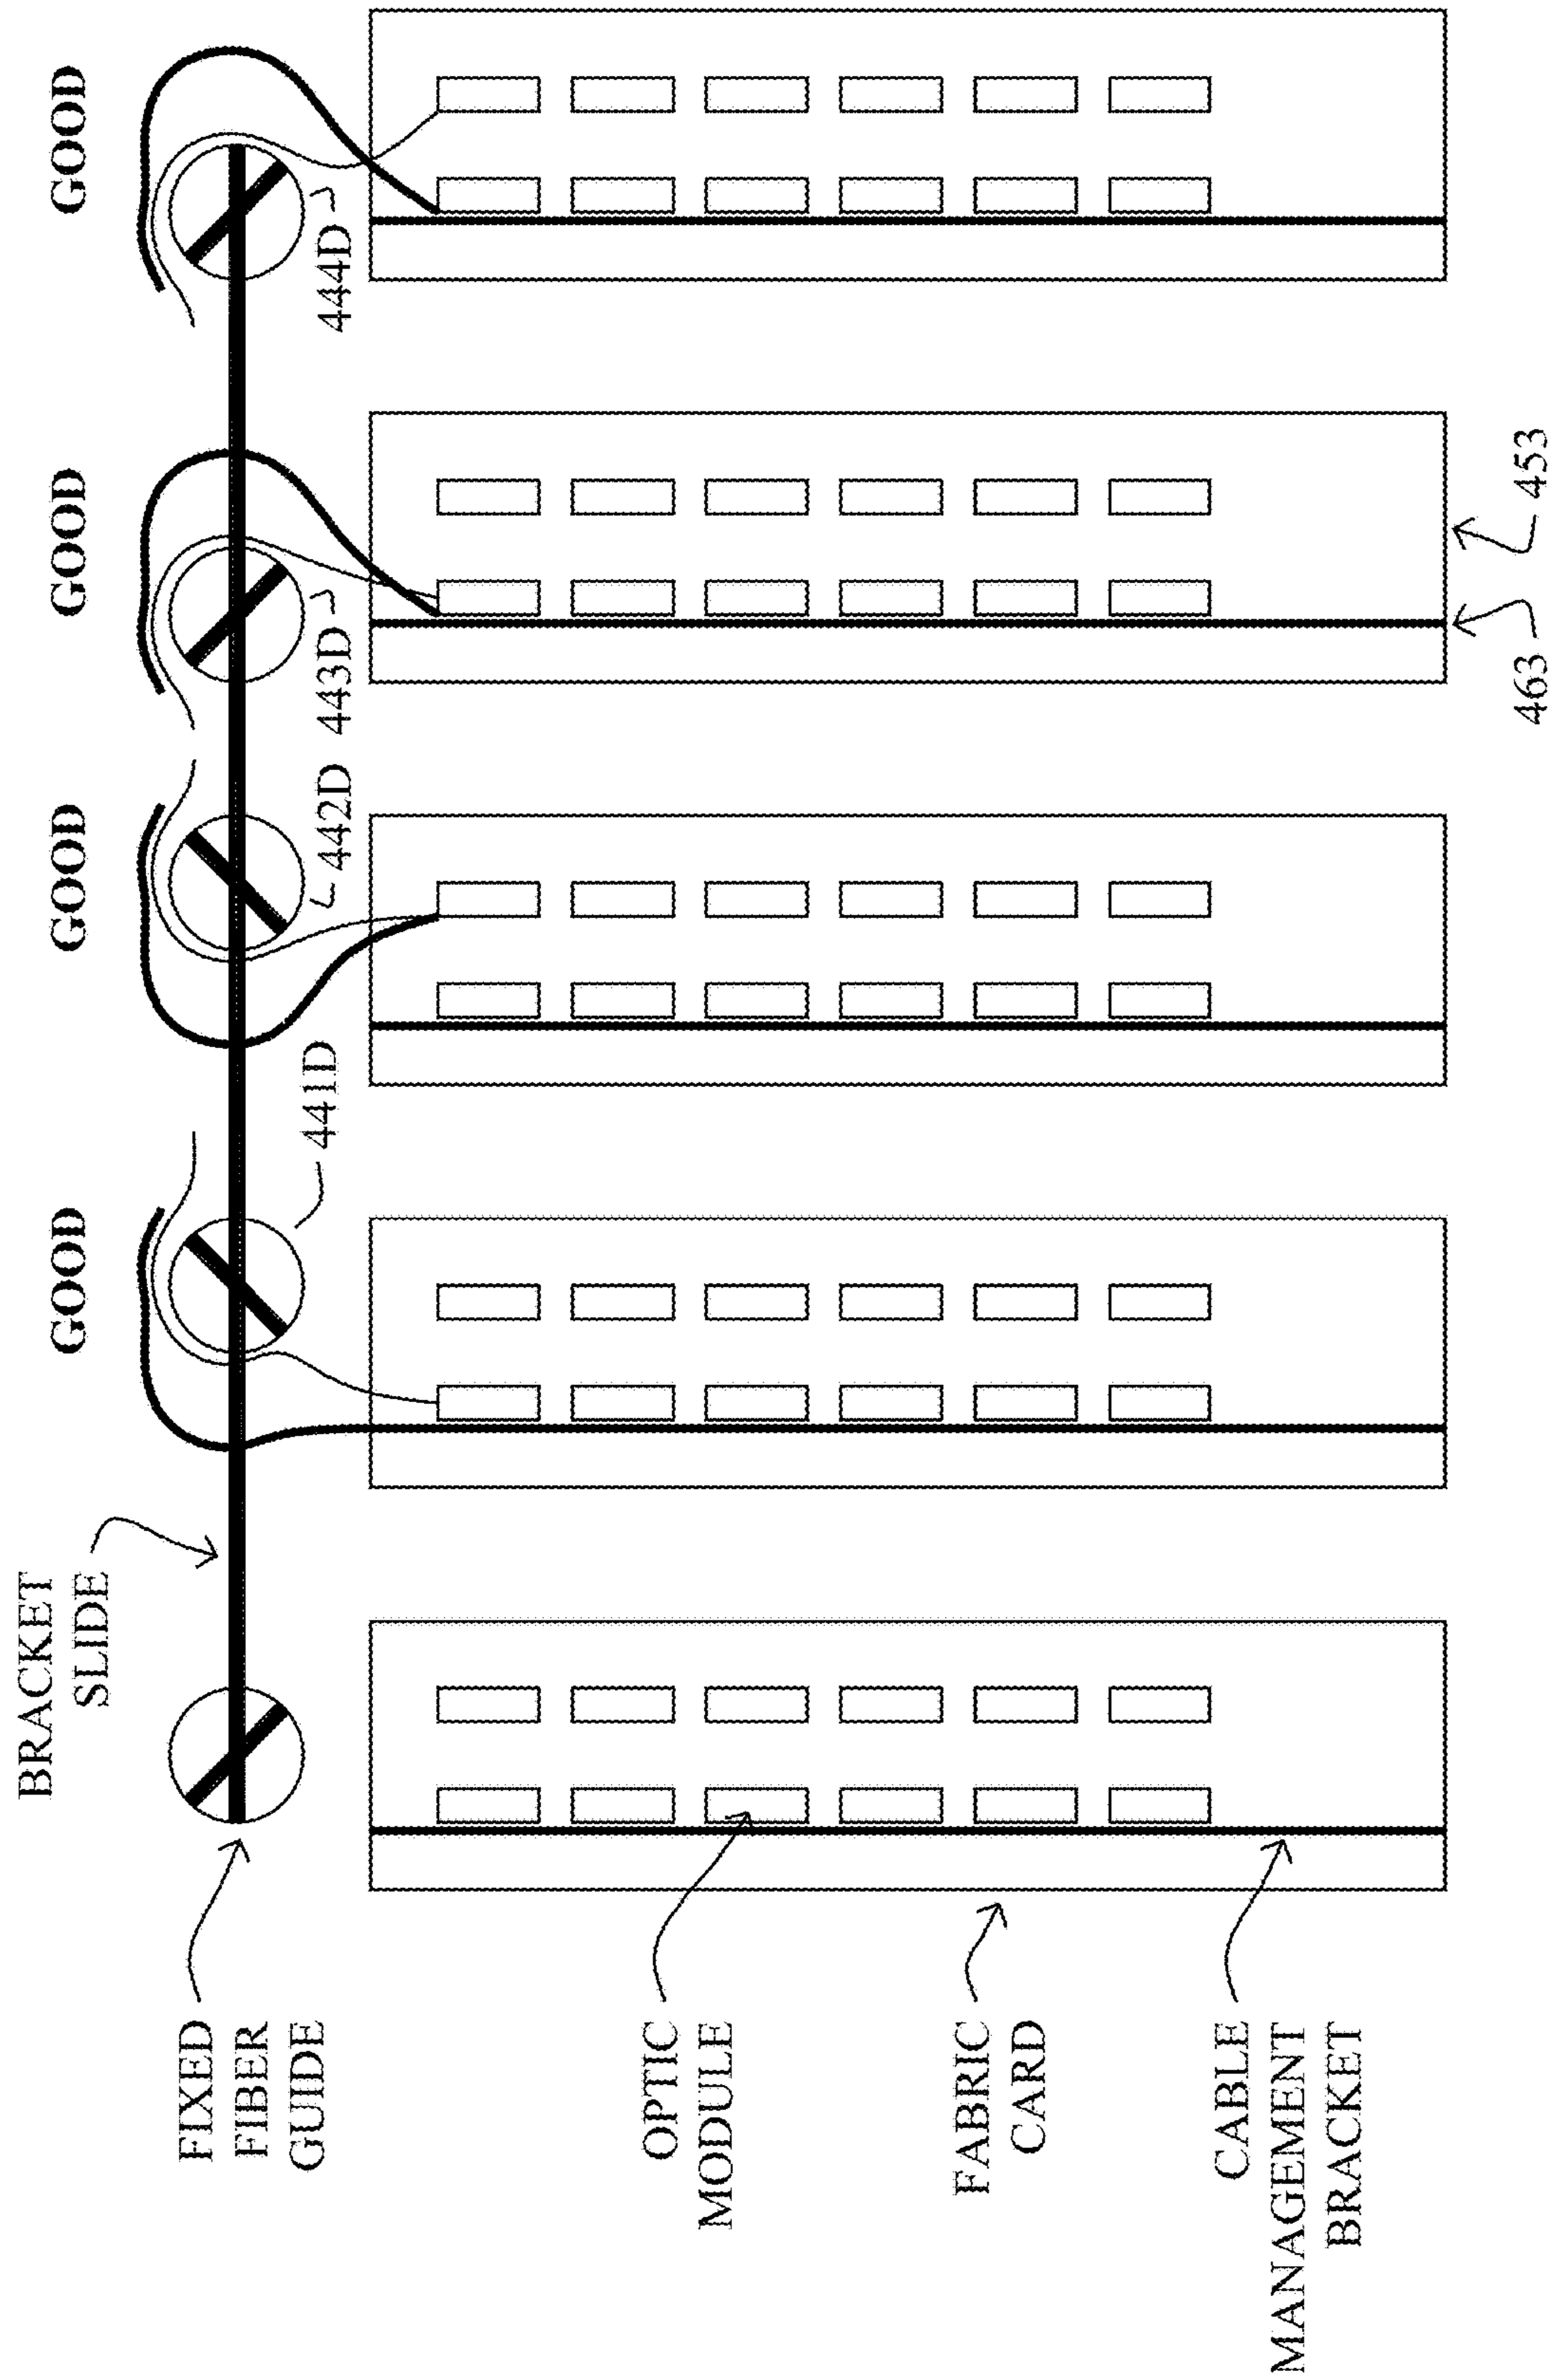 BRACKET
SLIDE
GOOD
GOOD
GOOD
GOOD
FIXED
FIBER
GUIDE
441D
442D
443D
444D
OPTIC
MODULE
FABRIC
CARD
CABLE
MANAGEMENT
BRACKET
463
453